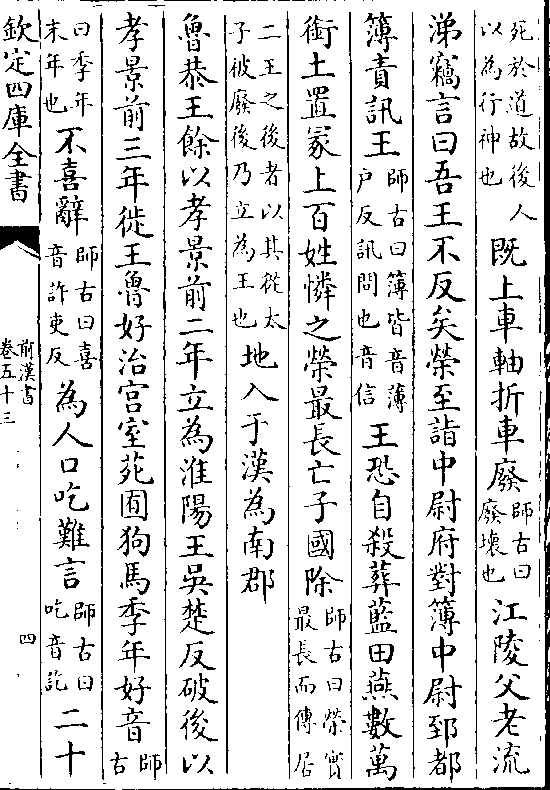 死於道故後人
以為行神也
既上車軸折車廢
師古曰
廢壞也
江陵父老流
涕竊言曰吾王不反矣榮至詣中尉府對簿中尉郅都
簿責訊王
師古曰簿皆音薄
户反訊問也音信
王恐自殺葬藍田燕數萬
銜土置冢上百姓憐之榮最長亡子國除
師古曰榮實
最長而傳居
二王之後者以其從太
子被廢後乃立為王也
地入于漢為南郡
魯恭王餘以孝景前二年立為淮陽王吳楚反破後以
孝景前三年徙王魯好治宫室苑囿狗馬季年好音
師
古
曰季年
末年也
不喜辭
師古曰喜
音許吏反
為人口吃難言
師古曰
吃音訖
二十
欽定四庫全書
前漢書
卷五十三
四